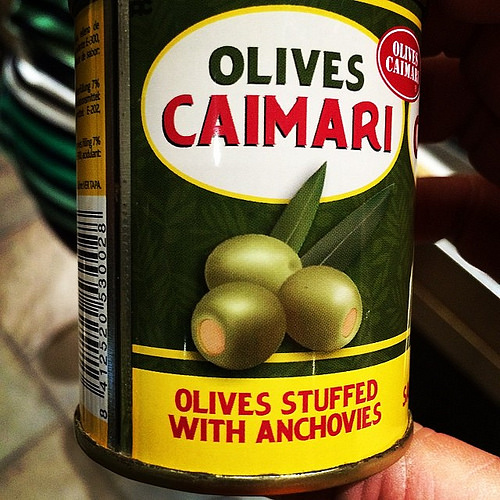 OLIVES
CAIMARI
OLIVES
CAIMARI
OLIVES STUFFED
WITH ANCHOVIES
8 412520 530028